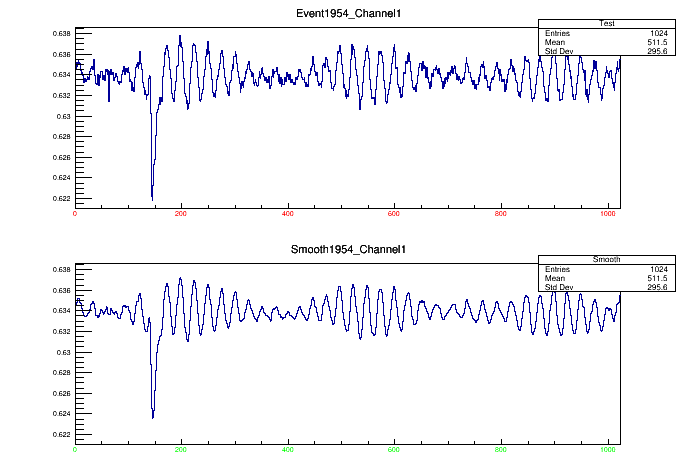 Event1954_Channel1
Test
Entries 1024
Mean 511.5
Std Dev 295.6
0.638
0.636
0.634
0.632
0.63
0.628
0.626
0.624
0.622
0 200 400 600 800 1000
Smooth1954_Channel1
Smooth
Entries 1024
Mean 511.5
Std Dev 295.6
0.638
0.636
0.634
0.632
0.63
0.628
0.626
0.624
0.622
0 200 400 600 800 1000